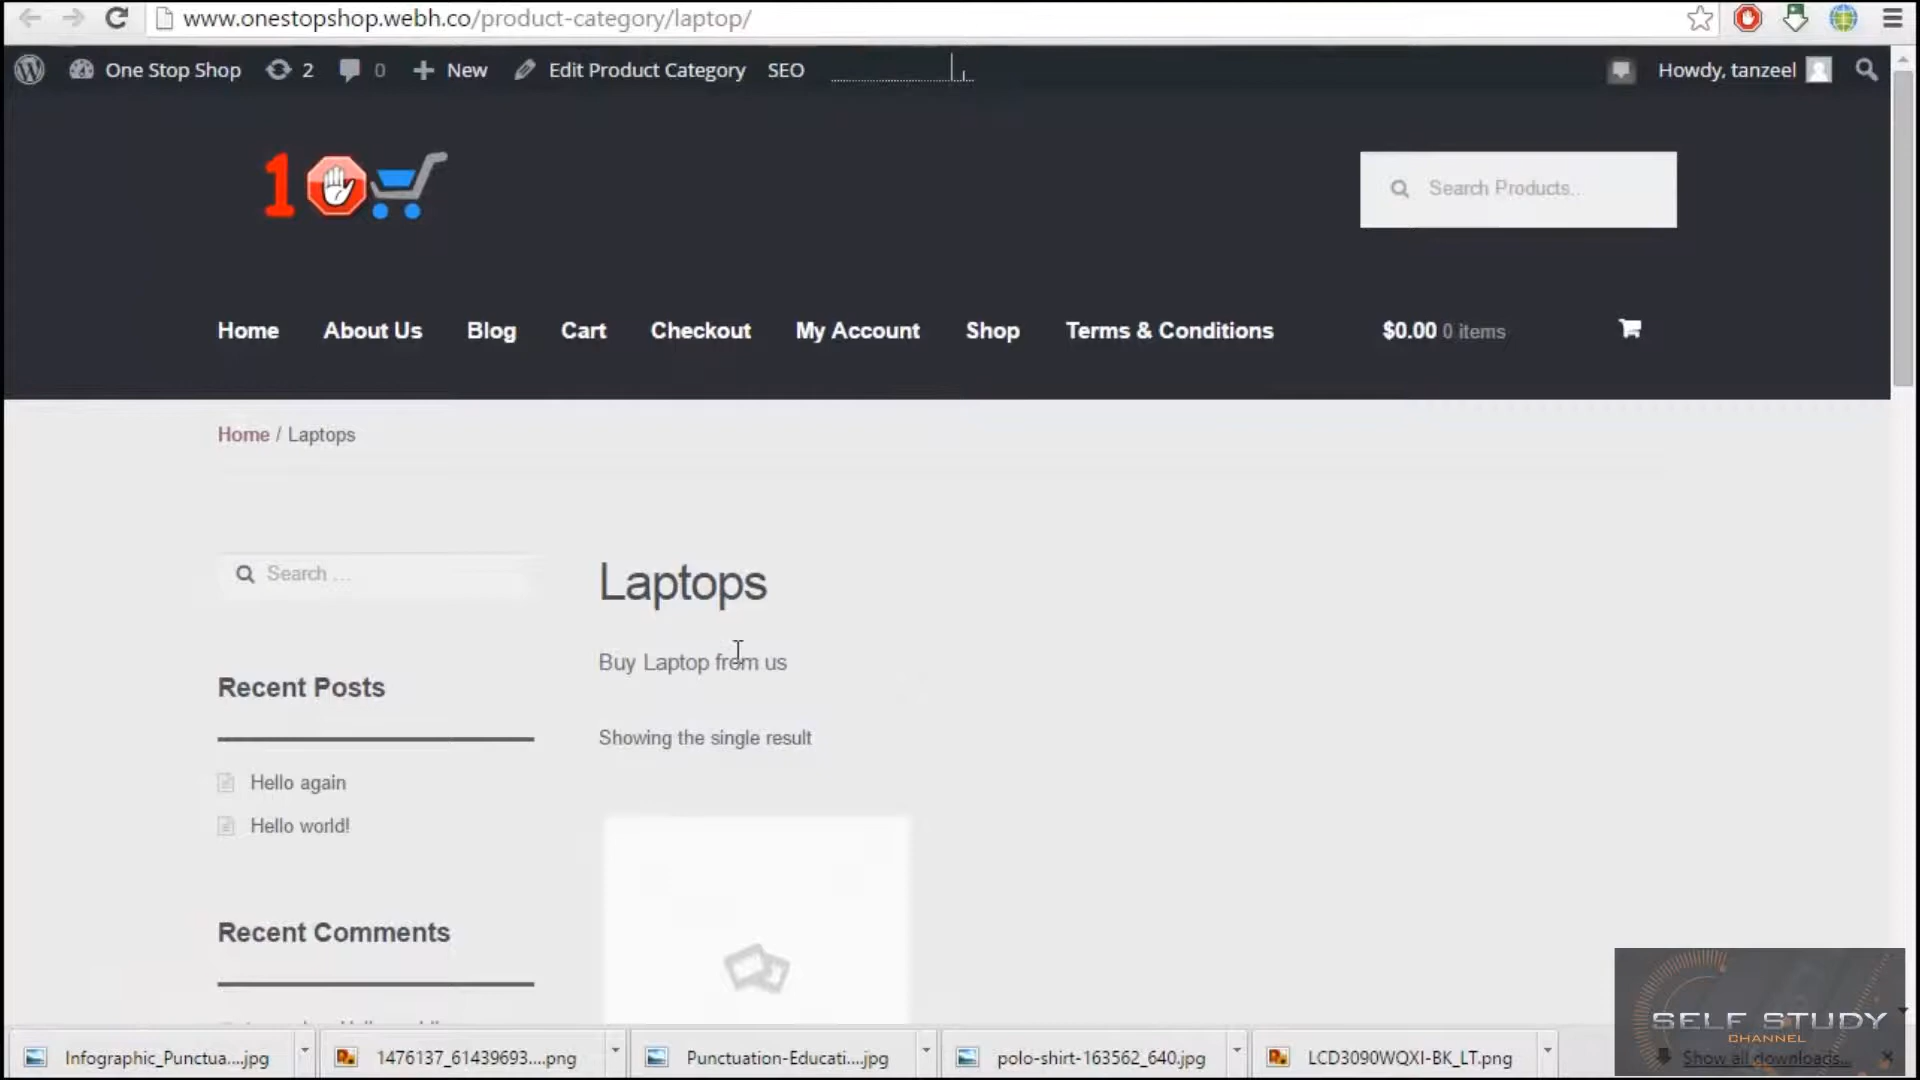 www.onestopshop.webh.co/product-category/laptop/
One Stop Shop 2 0 New Edit Product Category SEO Howdy, tanzeel
1
Search Products...
Home About Us Blog Cart Checkout My Account Shop Terms & Conditions $0.00 0 items
Home / Laptops
Search ...
Laptops
Buy Laptop from us
Recent Posts
Showing the single result
Hello again
Hello world!
Recent Comments
SELF STUDY
CHANNEL
Infographic_Punctua....jpg 1476137_61439693....png Punctuation-Educati....jpg polo-shirt-163562_640.jpg LCD3090WQXI-BK_LT.png Show all downloads...